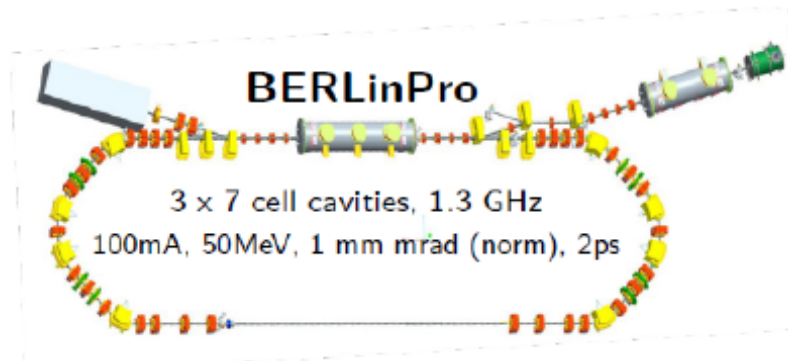 BERLinPro
3 x 7 cell cavities, 1.3 GHz
100mA, 50MeV, 1 mm mrad (norm), 2ps